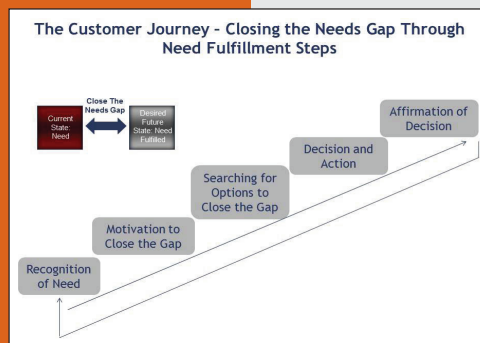 The Customer Journey – Closing the Needs Gap Through
Need Fulfillment Steps
Close The
Needs Gap
Current
State:
Need
Desired
Future
State: Need
Fulfilled
Affirmation of
Decision
Decision and
Action
Searching for
Options to
Close the Gap
Motivation to
Close the Gap
Recognition
of Need